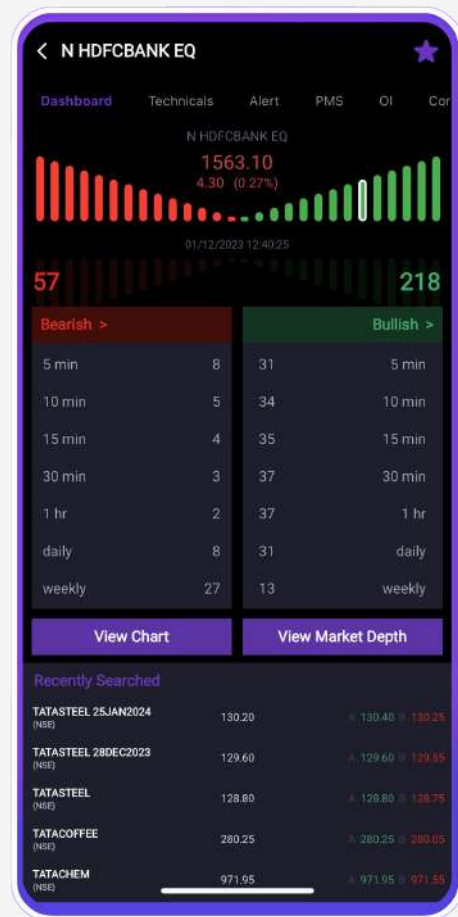 N HDFCBANK EQ
Dashboard Technicals Alert PMS OI Cor
N HDFCBANK EQ
1563.10
4.30 (0.27%)
01/12/2023 12:40:25
57 218
Bearish > Bullish >
5 min 8 31 5 min
10 min 5 34 10 min
15 min 4 35 15 min
30 min 3 37 30 min
1 hr 2 37 1 hr
daily 8 31 daily
weekly 27 13 weekly
View Chart View Market Depth
Recently Searched
TATASTEEL 25JAN2024
(NSE) 130.20 A 130.40 B 130.25
TATASTEEL 28DEC2023
(NSE) 129.60 A 129.60 B 129.55
TATASTEEL
(NSE) 128.80 A 128.80 B 128.75
TATACOFFEE
(NSE) 280.25 A 280.25 B 280.05
TATACHEM
(NSE) 971.95 A 971.95 B 971.55